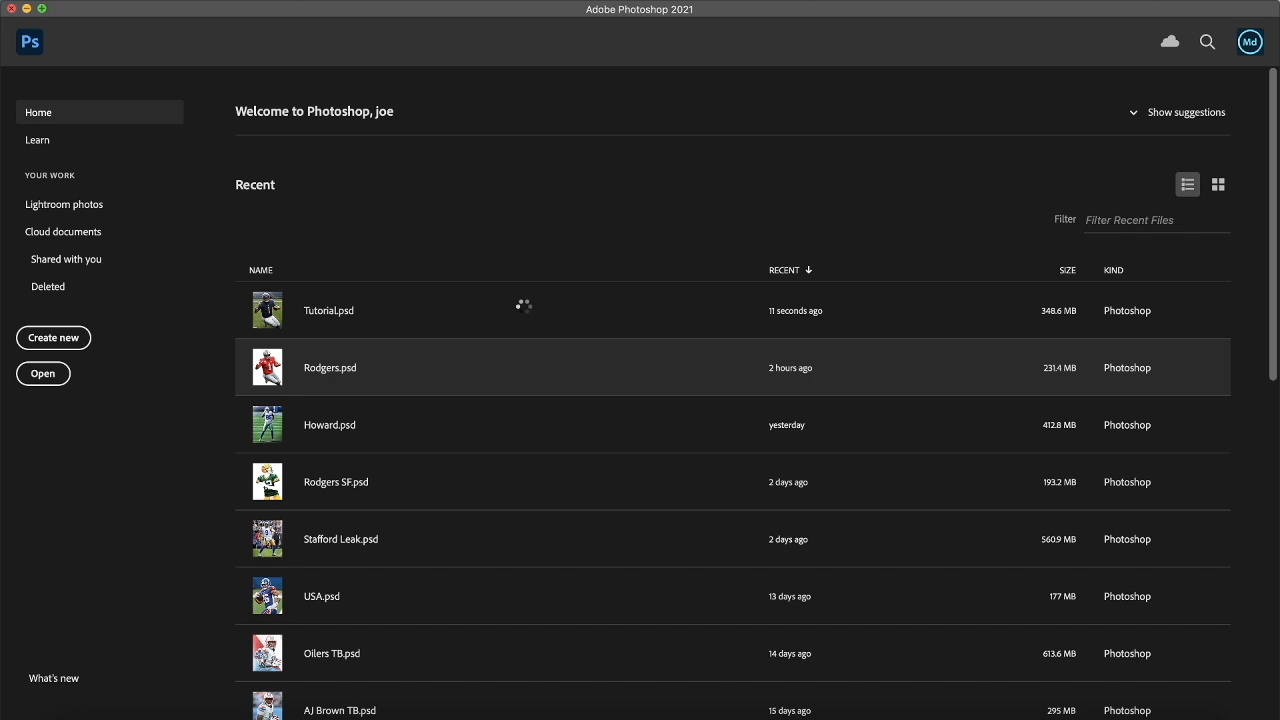 Adobe Photoshop 2021
Ps
Md
Home
Welcome to Photoshop, joe
Show suggestions
Learn
YOUR WORK
Recent
Lightroom photos
Filter
Filter Recent Files
Cloud documents
Shared with you
Deleted
NAME RECENT SIZE KIND
Create new
Open
Tutorial.psd 11 seconds ago 348.6 MB Photoshop
Rodgers.psd 2 hours ago 231.4 MB Photoshop
Howard.psd yesterday 412.8 MB Photoshop
Rodgers SF.psd 2 days ago 193.2 MB Photoshop
Stafford Leak.psd 2 days ago 560.9 MB Photoshop
USA.psd 13 days ago 177 MB Photoshop
Oilers TB.psd 14 days ago 613.6 MB Photoshop
What's new
AJ Brown TB.psd 15 days ago 295 MB Photoshop